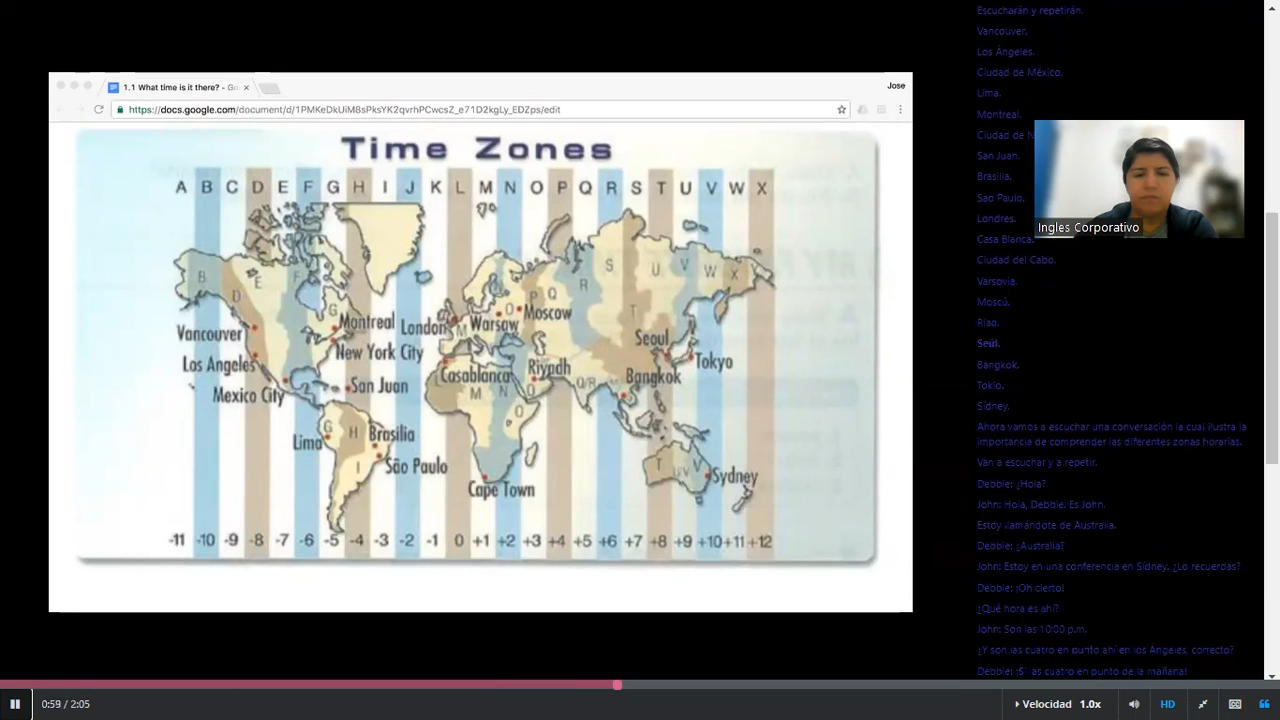 1.1 What time is it there? - Go
Jose
https://docs.google.com/document/d/1PMKeDkUiM8sPksYK2qvrhPCwcsZ_e71D2kgLy_EDZps/edit
Time Zones
A B C D E F G H I J K L M N O P Q R S T U V W X
B D E G S U V W X
R
P Q
N O
G M T
Vancouver Montreal London Warsaw Moscow
Seoul
Los Angeles New York City Casablanca Riyadh Tokyo
Mexico City San Juan Bangkok
Q/R
L M N O
O
Lima G H Brasilia
I São Paulo T U/V V Sydney
Cape Town
-11 -10 -9 -8 -7 -6 -5 -4 -3 -2 -1 0 +1 +2 +3 +4 +5 +6 +7 +8 +9 +10 +11 +12
Escucharán y repetirán.
Vancouver.
Los Ángeles.
Ciudad de México.
Lima.
Montreal.
Ciudad de
San Juan.
Brasilia.
Sao Paulo.
Londres.
Casa Blanca.
Ciudad del Cabo.
Varsovia.
Moscú.
Riad.
Seúl.
Bangkok.
Tokio.
Sídney.
Ahora vamos a escuchar una conversación la cual ilustra la
importancia de comprender las diferentes zonas horarias.
Van a escuchar y a repetir.
Debbie: ¿Hola?
John: Hola, Debbie. Es John.
Estoy llamándote de Australia.
Debbie: ¿Australia?
John: Estoy en una conferencia en Sídney. ¿Lo recuerdas?
Debbie: ¡Oh cierto!
¿Qué hora es ahí?
John: Son las 10:00 p.m.
¿Y son las cuatro en punto ahí en los Ángeles, correcto?
Debbie: ¡Sí las cuatro en punto de la mañana!
Ingles Corporativo
0:59 / 2:05
Velocidad 1.0x
HD